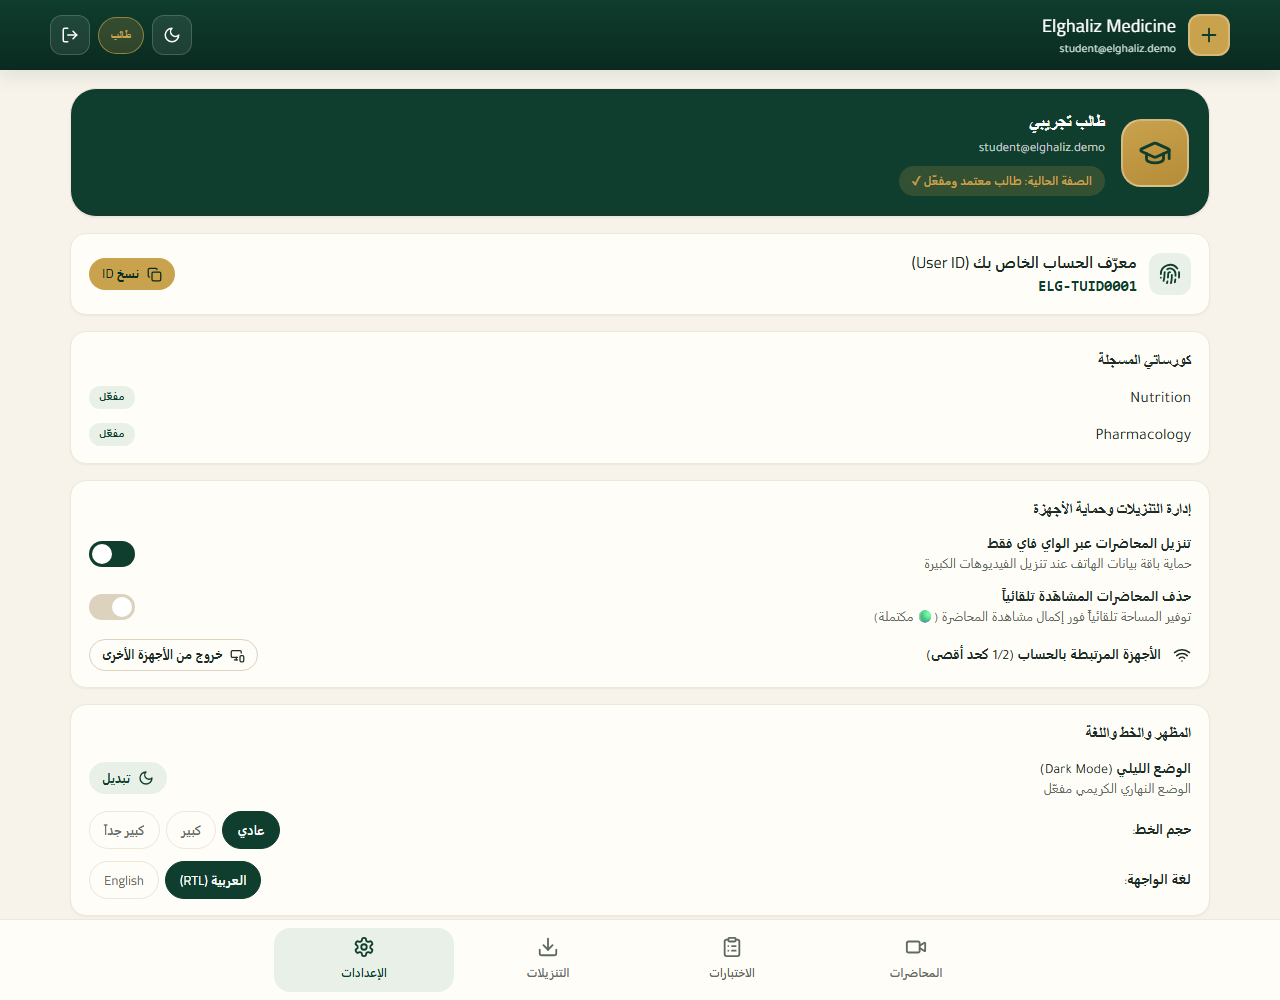 Elghaliz Medicine
student@elghaliz.demo
طالب
طالب تجريبي
student@elghaliz.demo
الصفة الحالية: طالب معتمد ومفعّل ✓
معرّف الحساب الخاص بك (User ID)
ELG-TUID0001
نسخ ID
كورساتي المسجلة
Nutrition
مفعّل
Pharmacology
مفعّل
إدارة التنزيلات وحماية الأجهزة
تنزيل المحاضرات عبر الواي فاي فقط
حماية باقة بيانات الهاتف عند تنزيل الفيديوهات الكبيرة
حذف المحاضرات المشاهَدة تلقائياً
توفير المساحة تلقائياً فور إكمال مشاهدة المحاضرة (🟢 مكتملة)
الأجهزة المرتبطة بالحساب (1/2 كحد أقصى)
خروج من الأجهزة الأخرى
المظهر والخط واللغة
الوضع الليلي (Dark Mode)
الوضع النهاري الكريمي مفعّل
تبديل
حجم الخط:
عادي
كبير
كبير جداً
لغة الواجهة:
العربية (RTL)
English
المحاضرات
الاختبارات
التنزيلات
الإعدادات